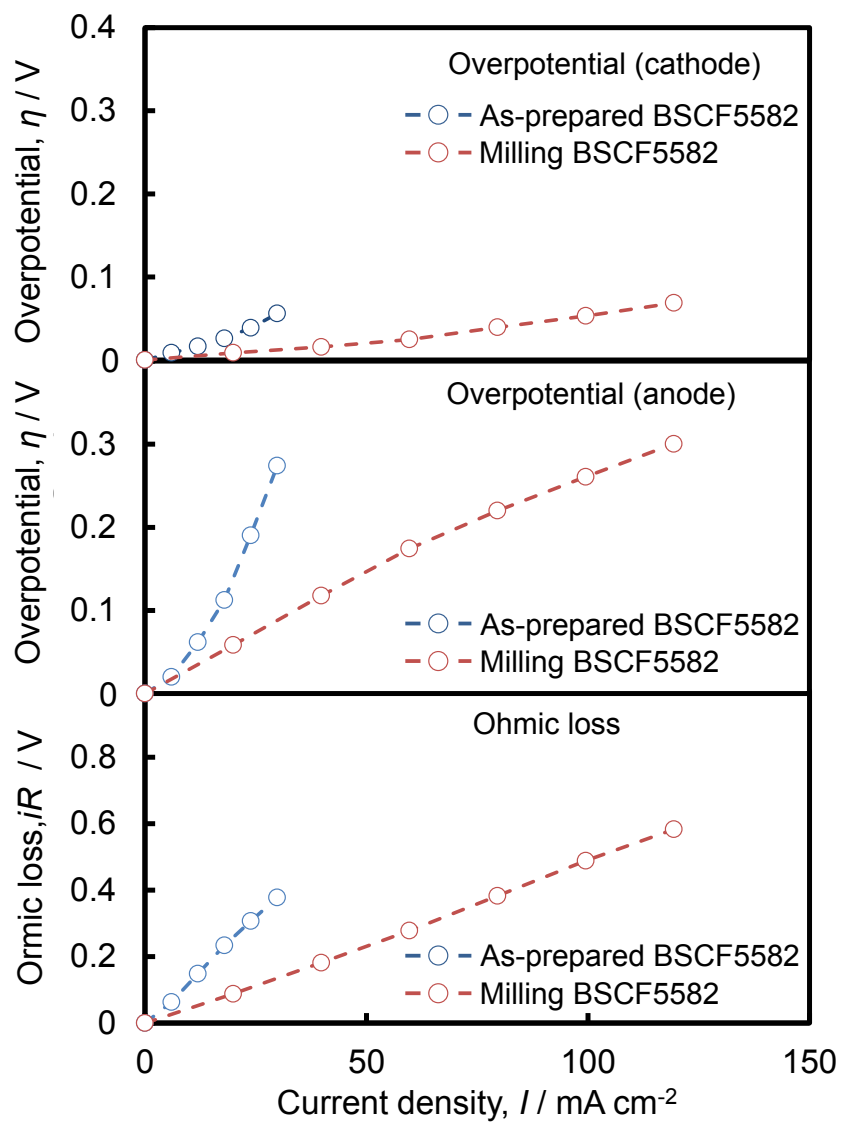 Overpotential, η / V
0.4
0.3
0.2
0.1
0
Overpotential (cathode)
As-prepared BSCF5582
Milling BSCF5582
Overpotential, η / V
0.3
0.2
0.1
0
Overpotential (anode)
As-prepared BSCF5582
Milling BSCF5582
Ormic loss,iR / V
0.8
0.6
0.4
0.2
0
Ohmic loss
As-prepared BSCF5582
Milling BSCF5582
0 50 100 150
Current density, I / mA cm-2